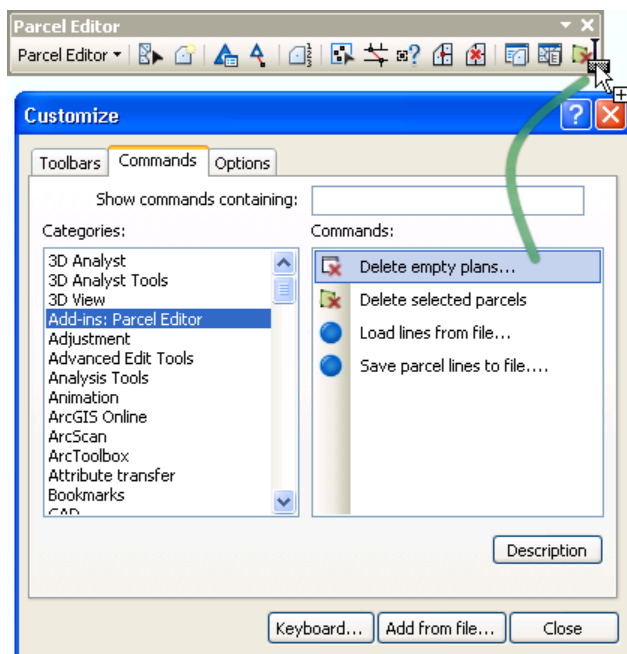 Parcel Editor
Parcel Editor
Customize
Toolbars Commands Options
Show commands containing:
Categories:
3D Analyst
3D Analyst Tools
3D View
Add-ins: Parcel Editor
Adjustment
Advanced Edit Tools
Analysis Tools
Animation
ArcGIS Online
ArcScan
ArcToolbox
Attribute transfer
Bookmarks
CAD
Commands:
Delete empty plans...
Delete selected parcels
Load lines from file...
Save parcel lines to file....
Description
Keyboard... Add from file... Close